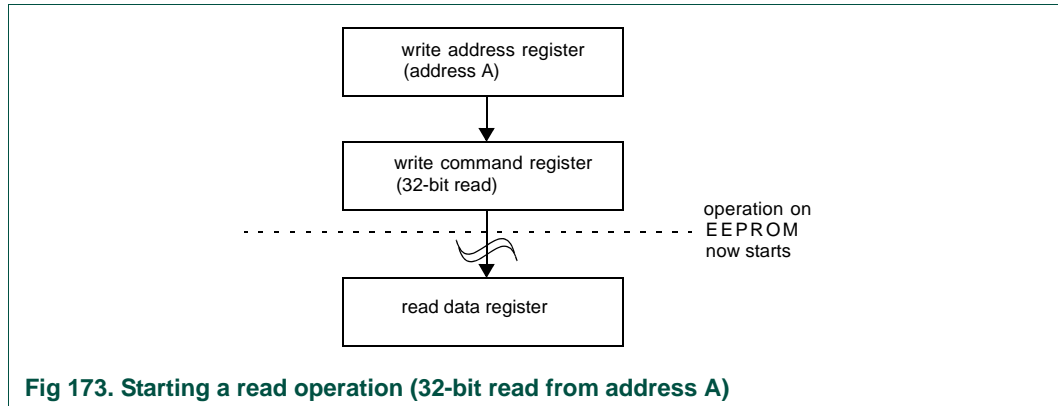 write address register
(address A)
write command register
(32-bit read)
operation on
EEPROM
now starts
read data register
Fig 173. Starting a read operation (32-bit read from address A)